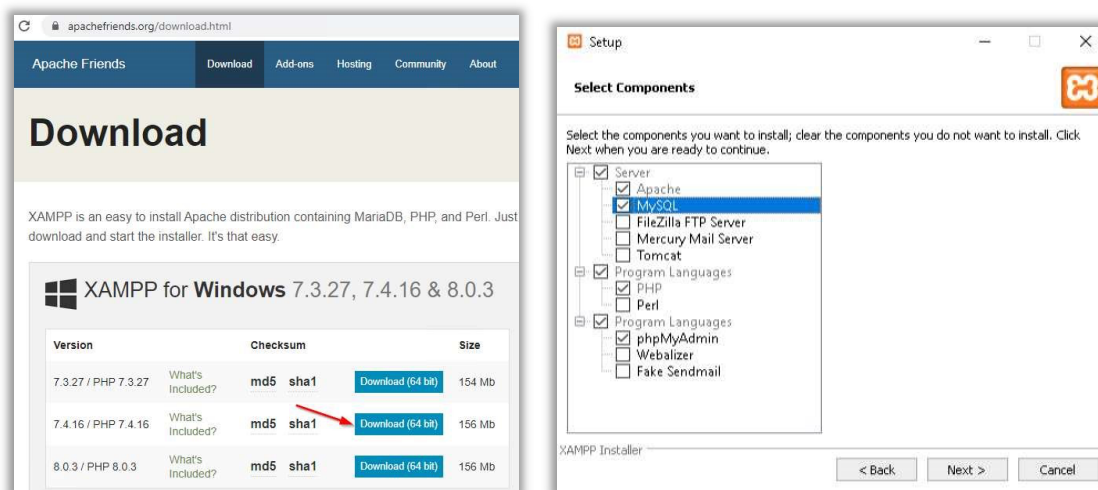 apachefriends.org/download.html
Apache Friends Download Add-ons Hosting Community About
Download
XAMPP is an easy to install Apache distribution containing MariaDB, PHP, and Perl. Just
download and start the installer. It's that easy.
XAMPP for Windows 7.3.27, 7.4.16 & 8.0.3
Version Checksum Size
7.3.27 / PHP 7.3.27 What's Included? md5 sha1 Download (64 bit) 154 Mb
7.4.16 / PHP 7.4.16 What's Included? md5 sha1 Download (64 bit) 156 Mb
8.0.3 / PHP 8.0.3 What's Included? md5 sha1 Download (64 bit) 156 Mb
Setup
Select Components
Select the components you want to install; clear the components you do not want to install. Click
Next when you are ready to continue.
Server
Apache
MySQL
FileZilla FTP Server
Mercury Mail Server
Tomcat
Program Languages
PHP
Perl
Program Languages
phpMyAdmin
Webalizer
Fake Sendmail
XAMPP Installer
< Back Next > Cancel